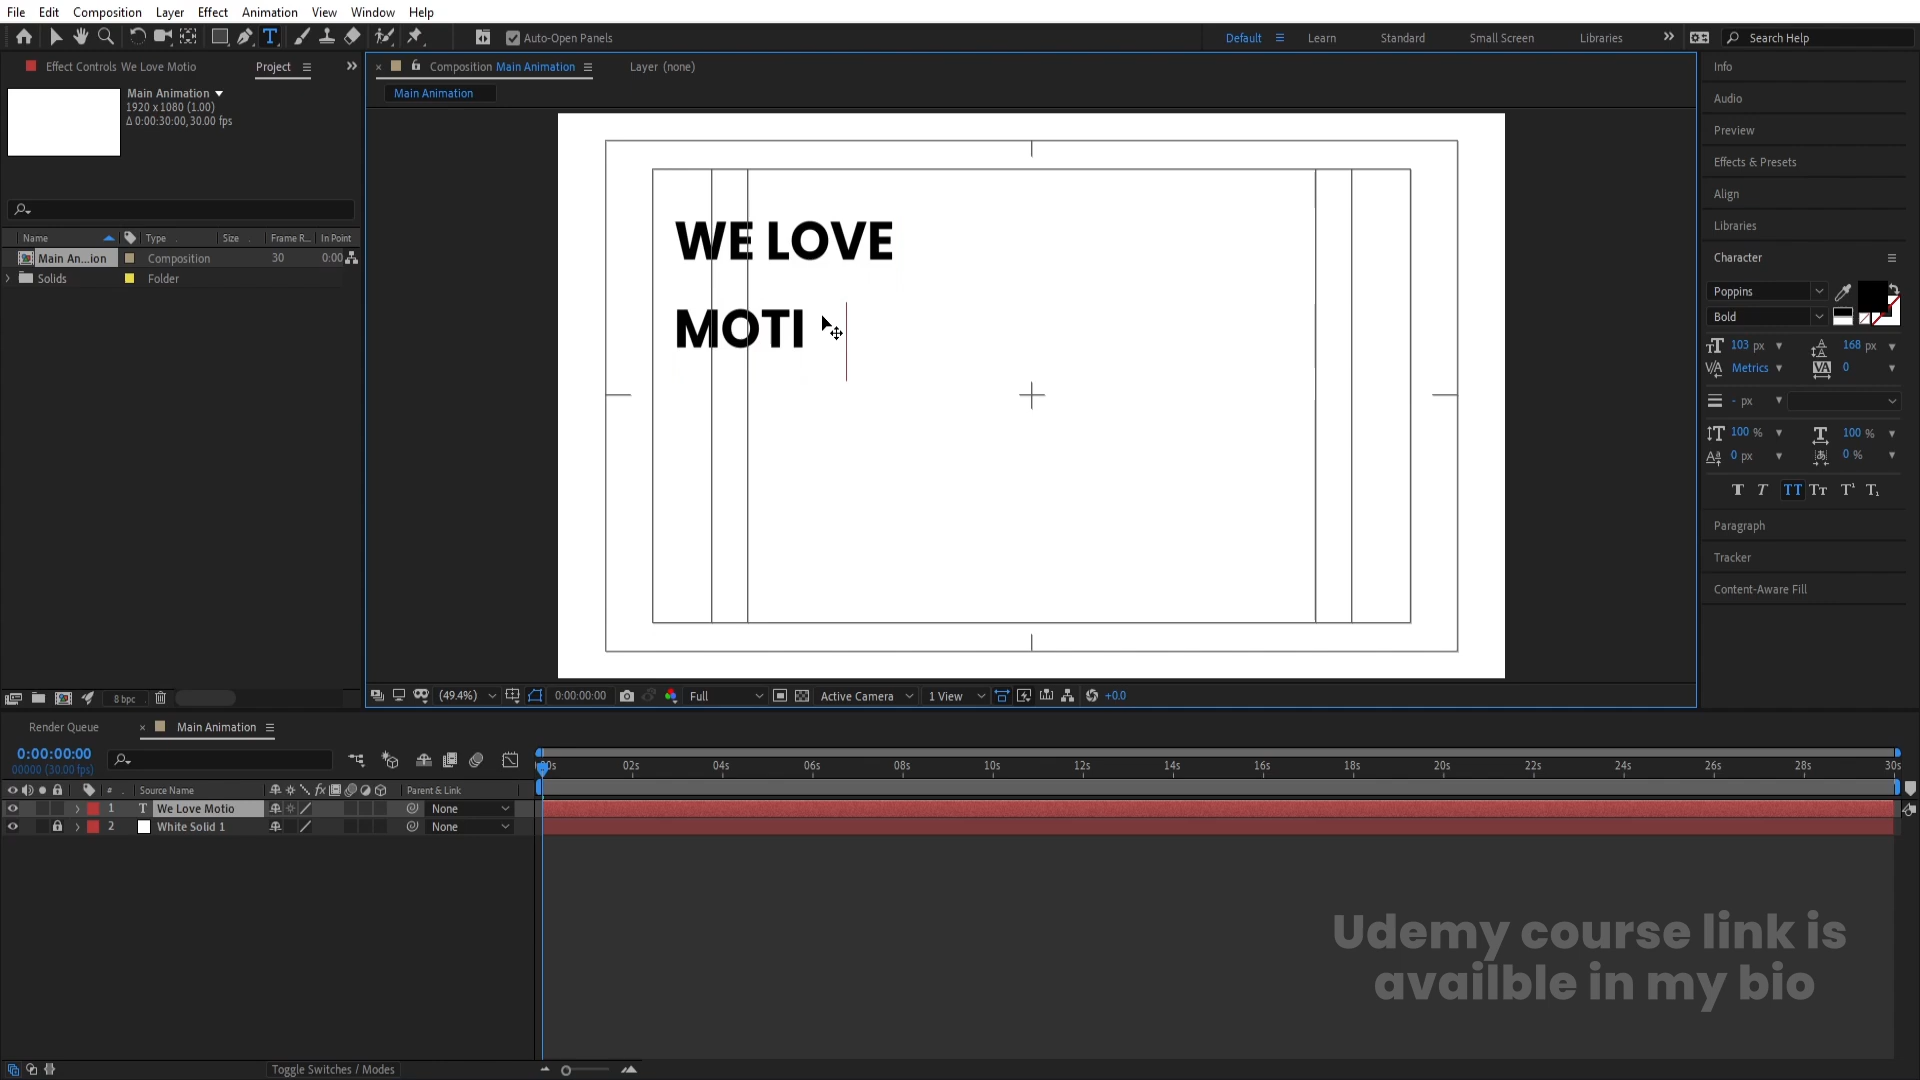 File Edit Composition Layer Effect Animation View Window Help
Auto-Open Panels
Default Learn Standard Small Screen Libraries Search Help
Effect Controls We Love Motio Project
Composition Main Animation Layer (none)
Main Animation
Main Animation
1920 x 1080 (1.00)
Δ 0:00:30:00, 30.00 fps
Name Type Size Frame R... In Point
Main An...ion Composition 30 0:00
Solids Folder
WE LOVE
MOTI
Info
Audio
Preview
Effects & Presets
Align
Libraries
Character
Poppins
Bold
103 px 168 px
Metrics 0
- px
100 % 100 %
0 px 0 %
Paragraph
Tracker
Content-Aware Fill
8 bpc
(49.4%) 0:00:00:00 Full Active Camera 1 View +0.0
Render Queue Main Animation
0:00:00:00
00000 (30.00 fps)
# Source Name Parent & Link
1 We Love Motio None
2 White Solid 1 None
02s 04s 06s 08s 10s 12s 14s 16s 18s 20s 22s 24s 26s 28s 30s
Udemy course link is
availble in my bio
Toggle Switches / Modes